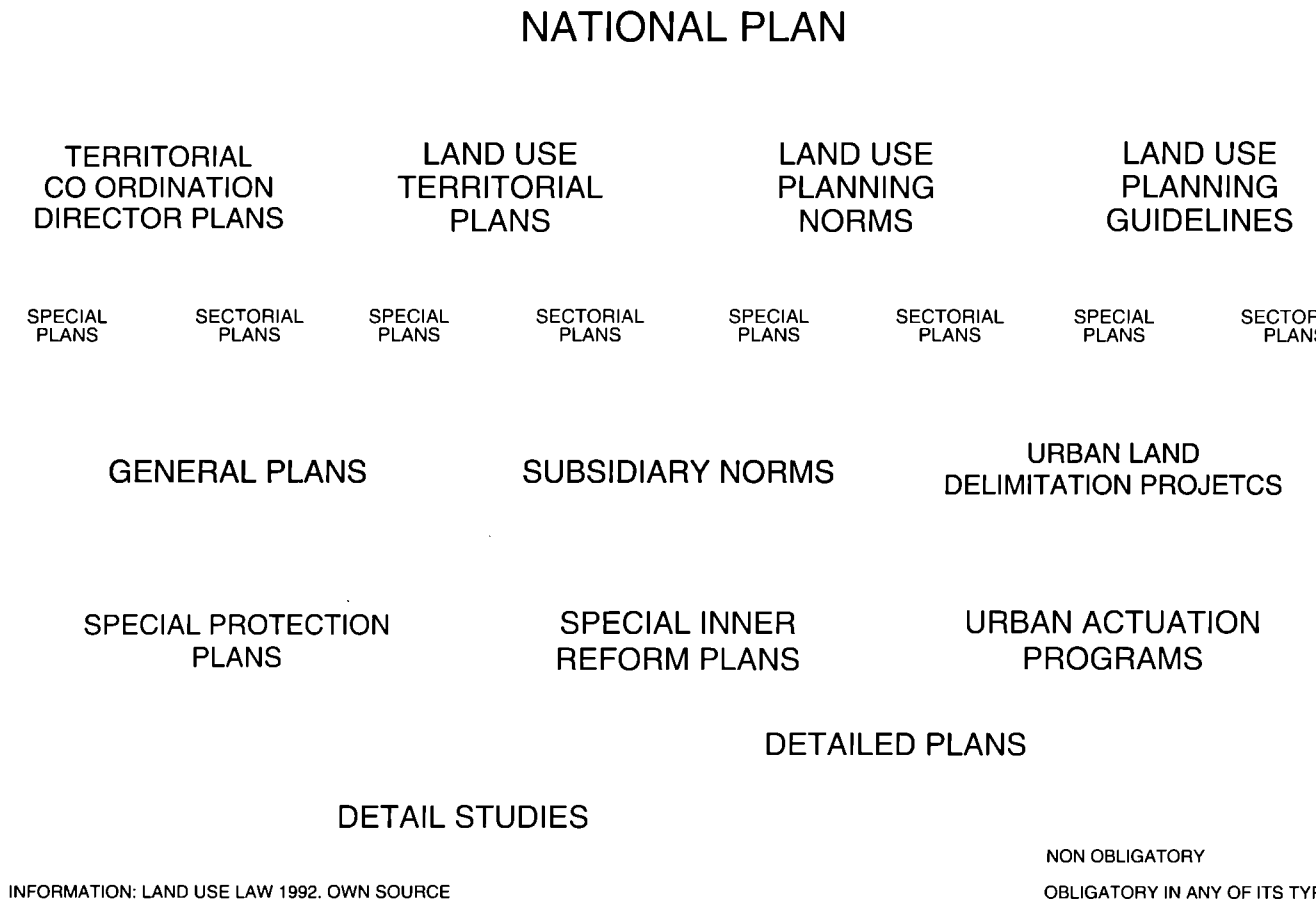 NATIONAL PLAN
TERRITORIAL
CO ORDINATION
DIRECTOR PLANS
LAND USE
TERRITORIAL
PLANS
LAND USE
PLANNING
NORMS
LAND USE
PLANNING
GUIDELINES
SPECIAL
PLANS
SECTORIAL
PLANS
SPECIAL
PLANS
SECTORIAL
PLANS
SPECIAL
PLANS
SECTORIAL
PLANS
SPECIAL
PLANS
GENERAL PLANS
SUBSIDIARY NORMS
URBAN LAND
DELIMITATION PROJETCS
SPECIAL PROTECTION
PLANS
SPECIAL INNER
REFORM PLANS
URBAN ACTUATION
PROGRAMS
DETAILED PLANS
DETAIL STUDIES
NON OBLIGATORY
INFORMATION: LAND USE LAW 1992. OWN SOURCE
OBLIGATORY IN ANY OF ITS